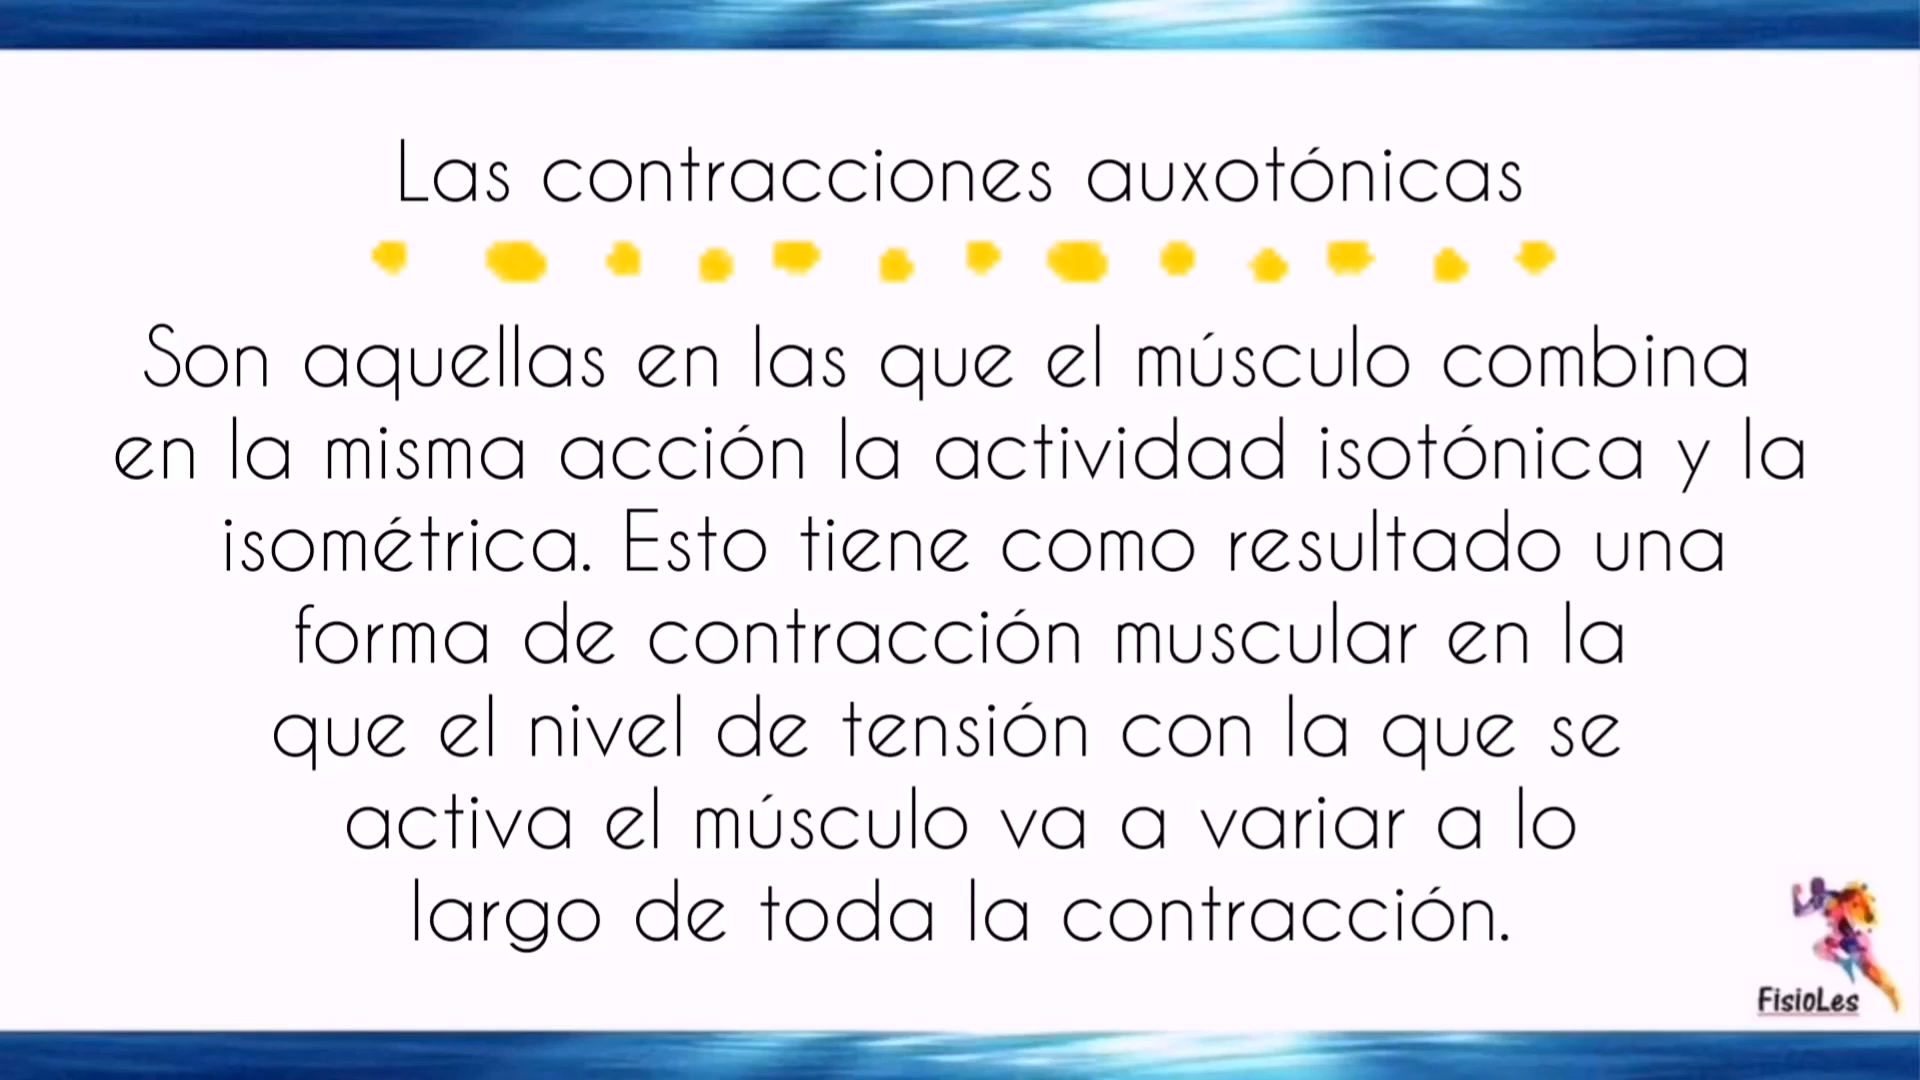 Las contracciones auxotónicas
Son aquellas en las que el músculo combina
en la misma acción la actividad isotónica y la
isométrica. Esto tiene como resultado una
forma de contracción muscular en la
que el nivel de tensión con la que se
activa el músculo va a variar a lo
largo de toda la contracción.
FisioLes